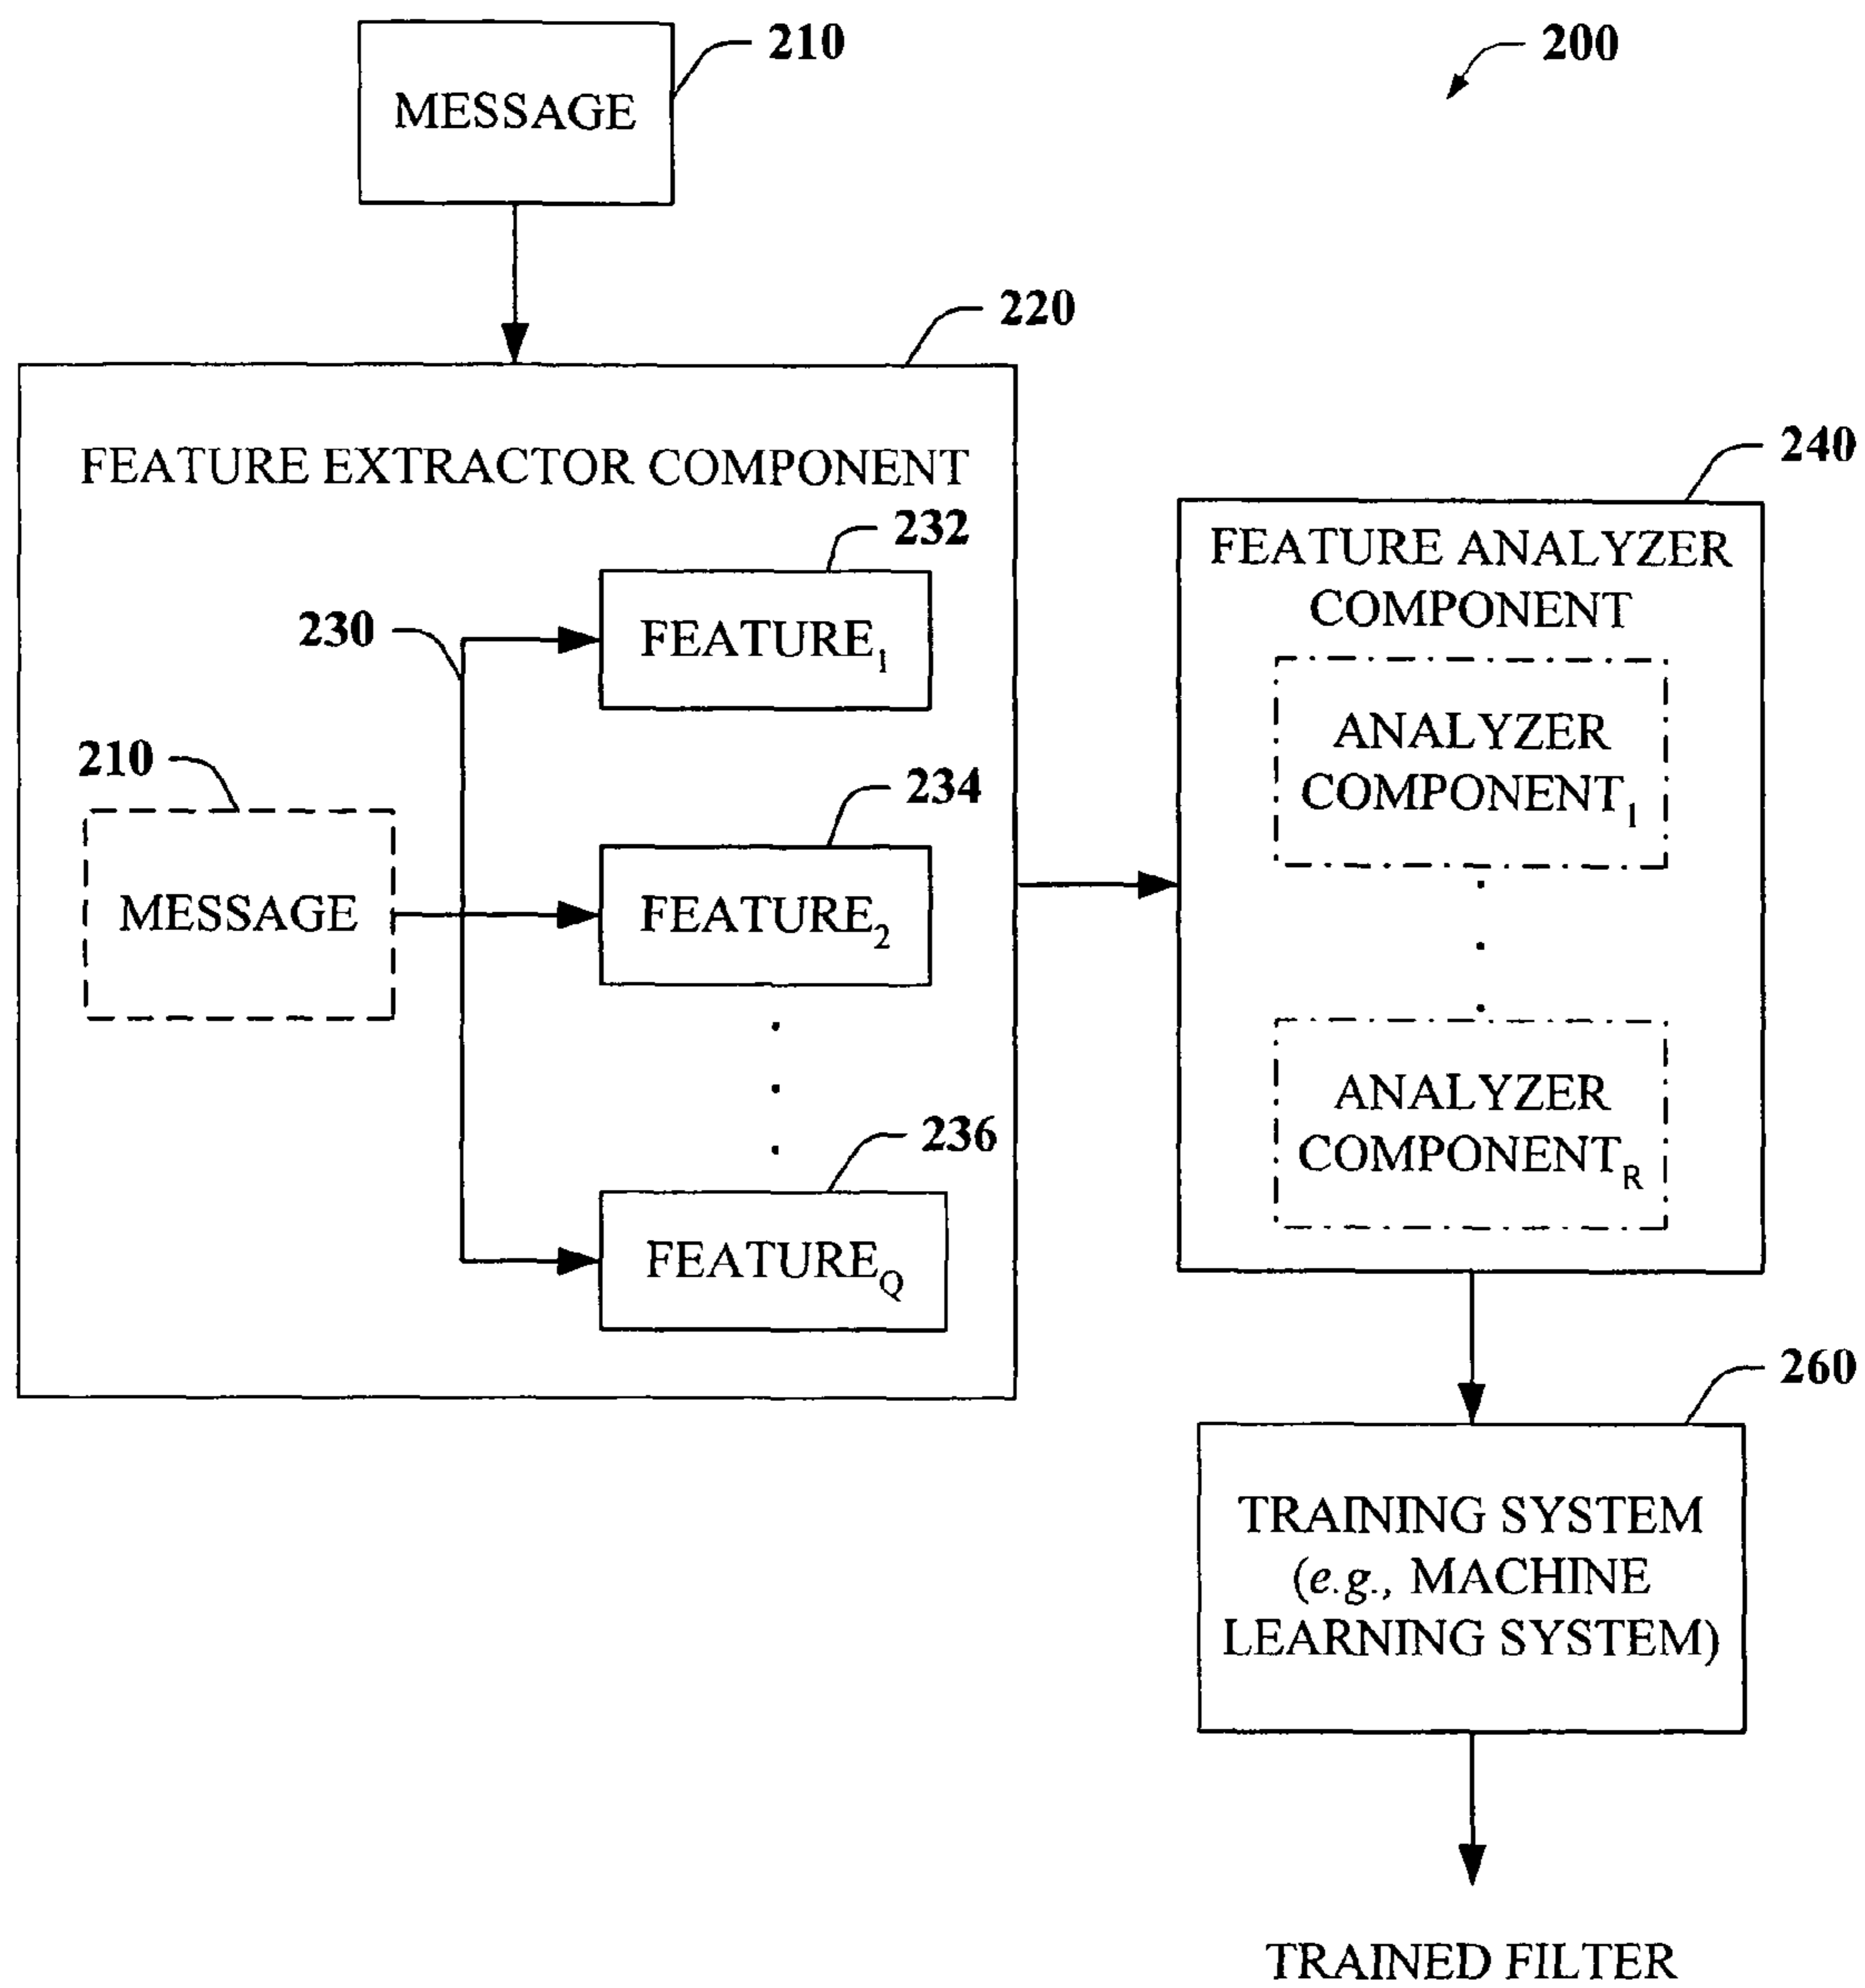 210
200
MESSAGE
220
FEATURE EXTRACTOR COMPONENT
232
230
FEATURE1
210
234
MESSAGE
FEATURE2
.
.
.
236
FEATUREQ
240
FEATURE ANALYZER
COMPONENT
ANALYZER
COMPONENT1
.
.
.
ANALYZER
COMPONENTR
260
TRAINING SYSTEM
(e.g., MACHINE
LEARNING SYSTEM)
TRAINED FILTER